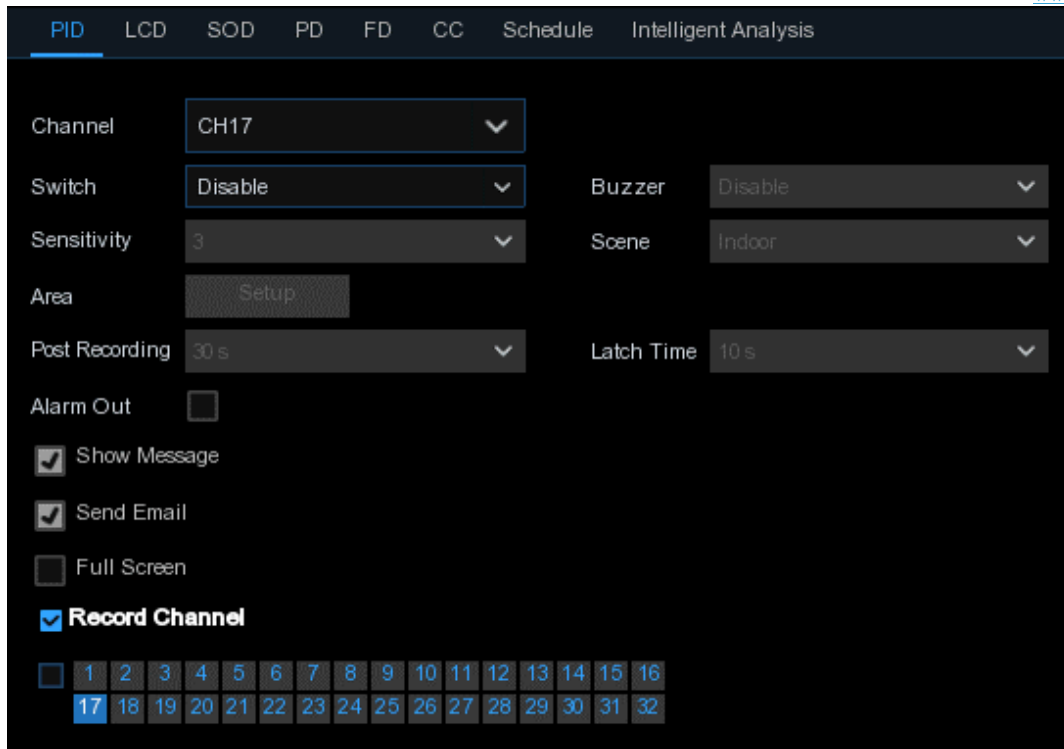 PID LCD SOD PD FD CC Schedule Intelligent Analysis
Channel CH17
Switch Disable Buzzer Disable
Sensitivity 3 Scene Indoor
Area Setup
Post Recording 30 s Latch Time 10 s
Alarm Out
Show Message
Send Email
Full Screen
Record Channel
1 2 3 4 5 6 7 8 9 10 11 12 13 14 15 16
17 18 19 20 21 22 23 24 25 26 27 28 29 30 31 32